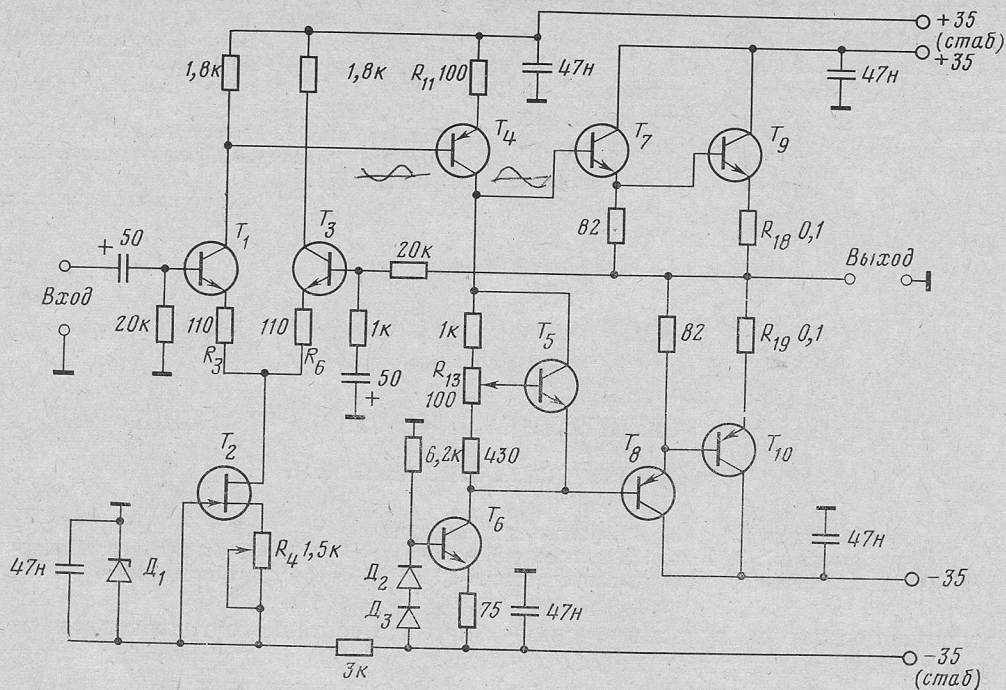 +35
(стаб)
+35
1,8к
1,8к
R11 100
47н
47н
T4
T7
T9
T1
T3
+ 50
20к
82
R18 0,1
Вход
Выход
20к
110
R3
110
R6
1к
50
+
1к
R13
100
T5
82
R19 0,1
T2
6,2к
430
T8
T10
T6
47н
Д1
R4 1,5к
Д2
Д3
75
47н
47н
-35
3к
-35
(стаб)